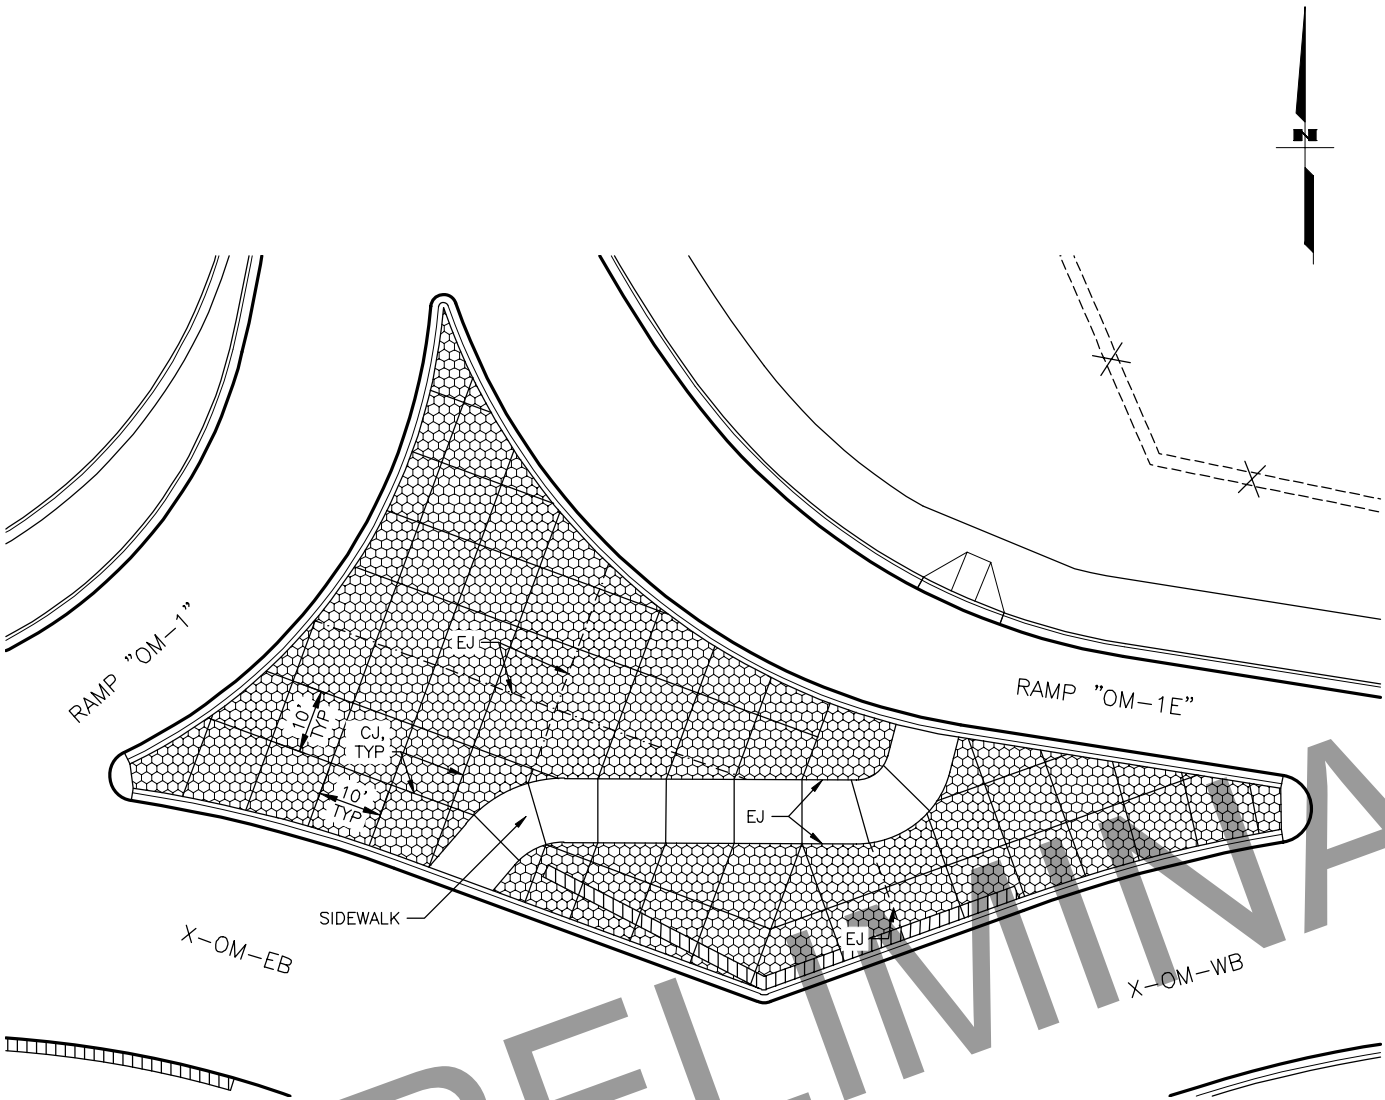 N
RAMP "OM-1"
EJ
10'
TYP
CJ,
TYP
10'
TYP
RAMP "OM-1E"
EJ
SIDEWALK
EJ
X-OM-EB
X-OM-WB
RELIMINA